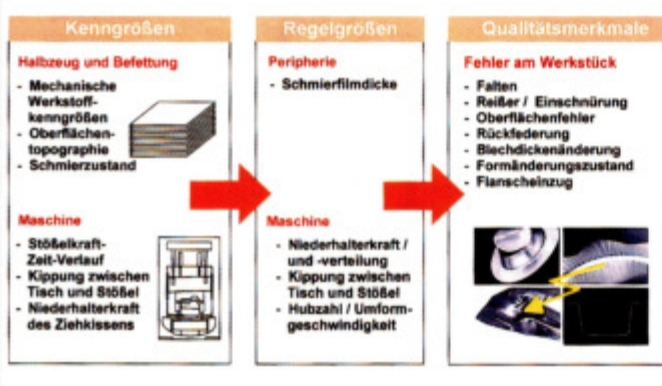 Kenngrößen
Halbzeug und Befettung
- Mechanische
Werkstoff-
kenngrößen
- Oberflächen-
topographie
- Schmierzustand
Maschine
- Stößelkraft-
Zeit-Verlauf
- Kippung zwischen
Tisch und Stößel
- Niederhalterkraft
des Ziehkissens
Regelgrößen
Peripherie
- Schmierfilmdicke
Maschine
- Niederhalterkraft /
und -verteilung
- Kippung zwischen
Tisch und Stößel
- Hubzahl / Umform-
geschwindigkeit
Qualitätsmerkmale
Fehler am Werkstück
- Falten
- Reißer / Einschnürung
- Oberflächenfehler
- Rückfederung
- Blechdickenänderung
- Formänderungszustand
- Flanscheinzug